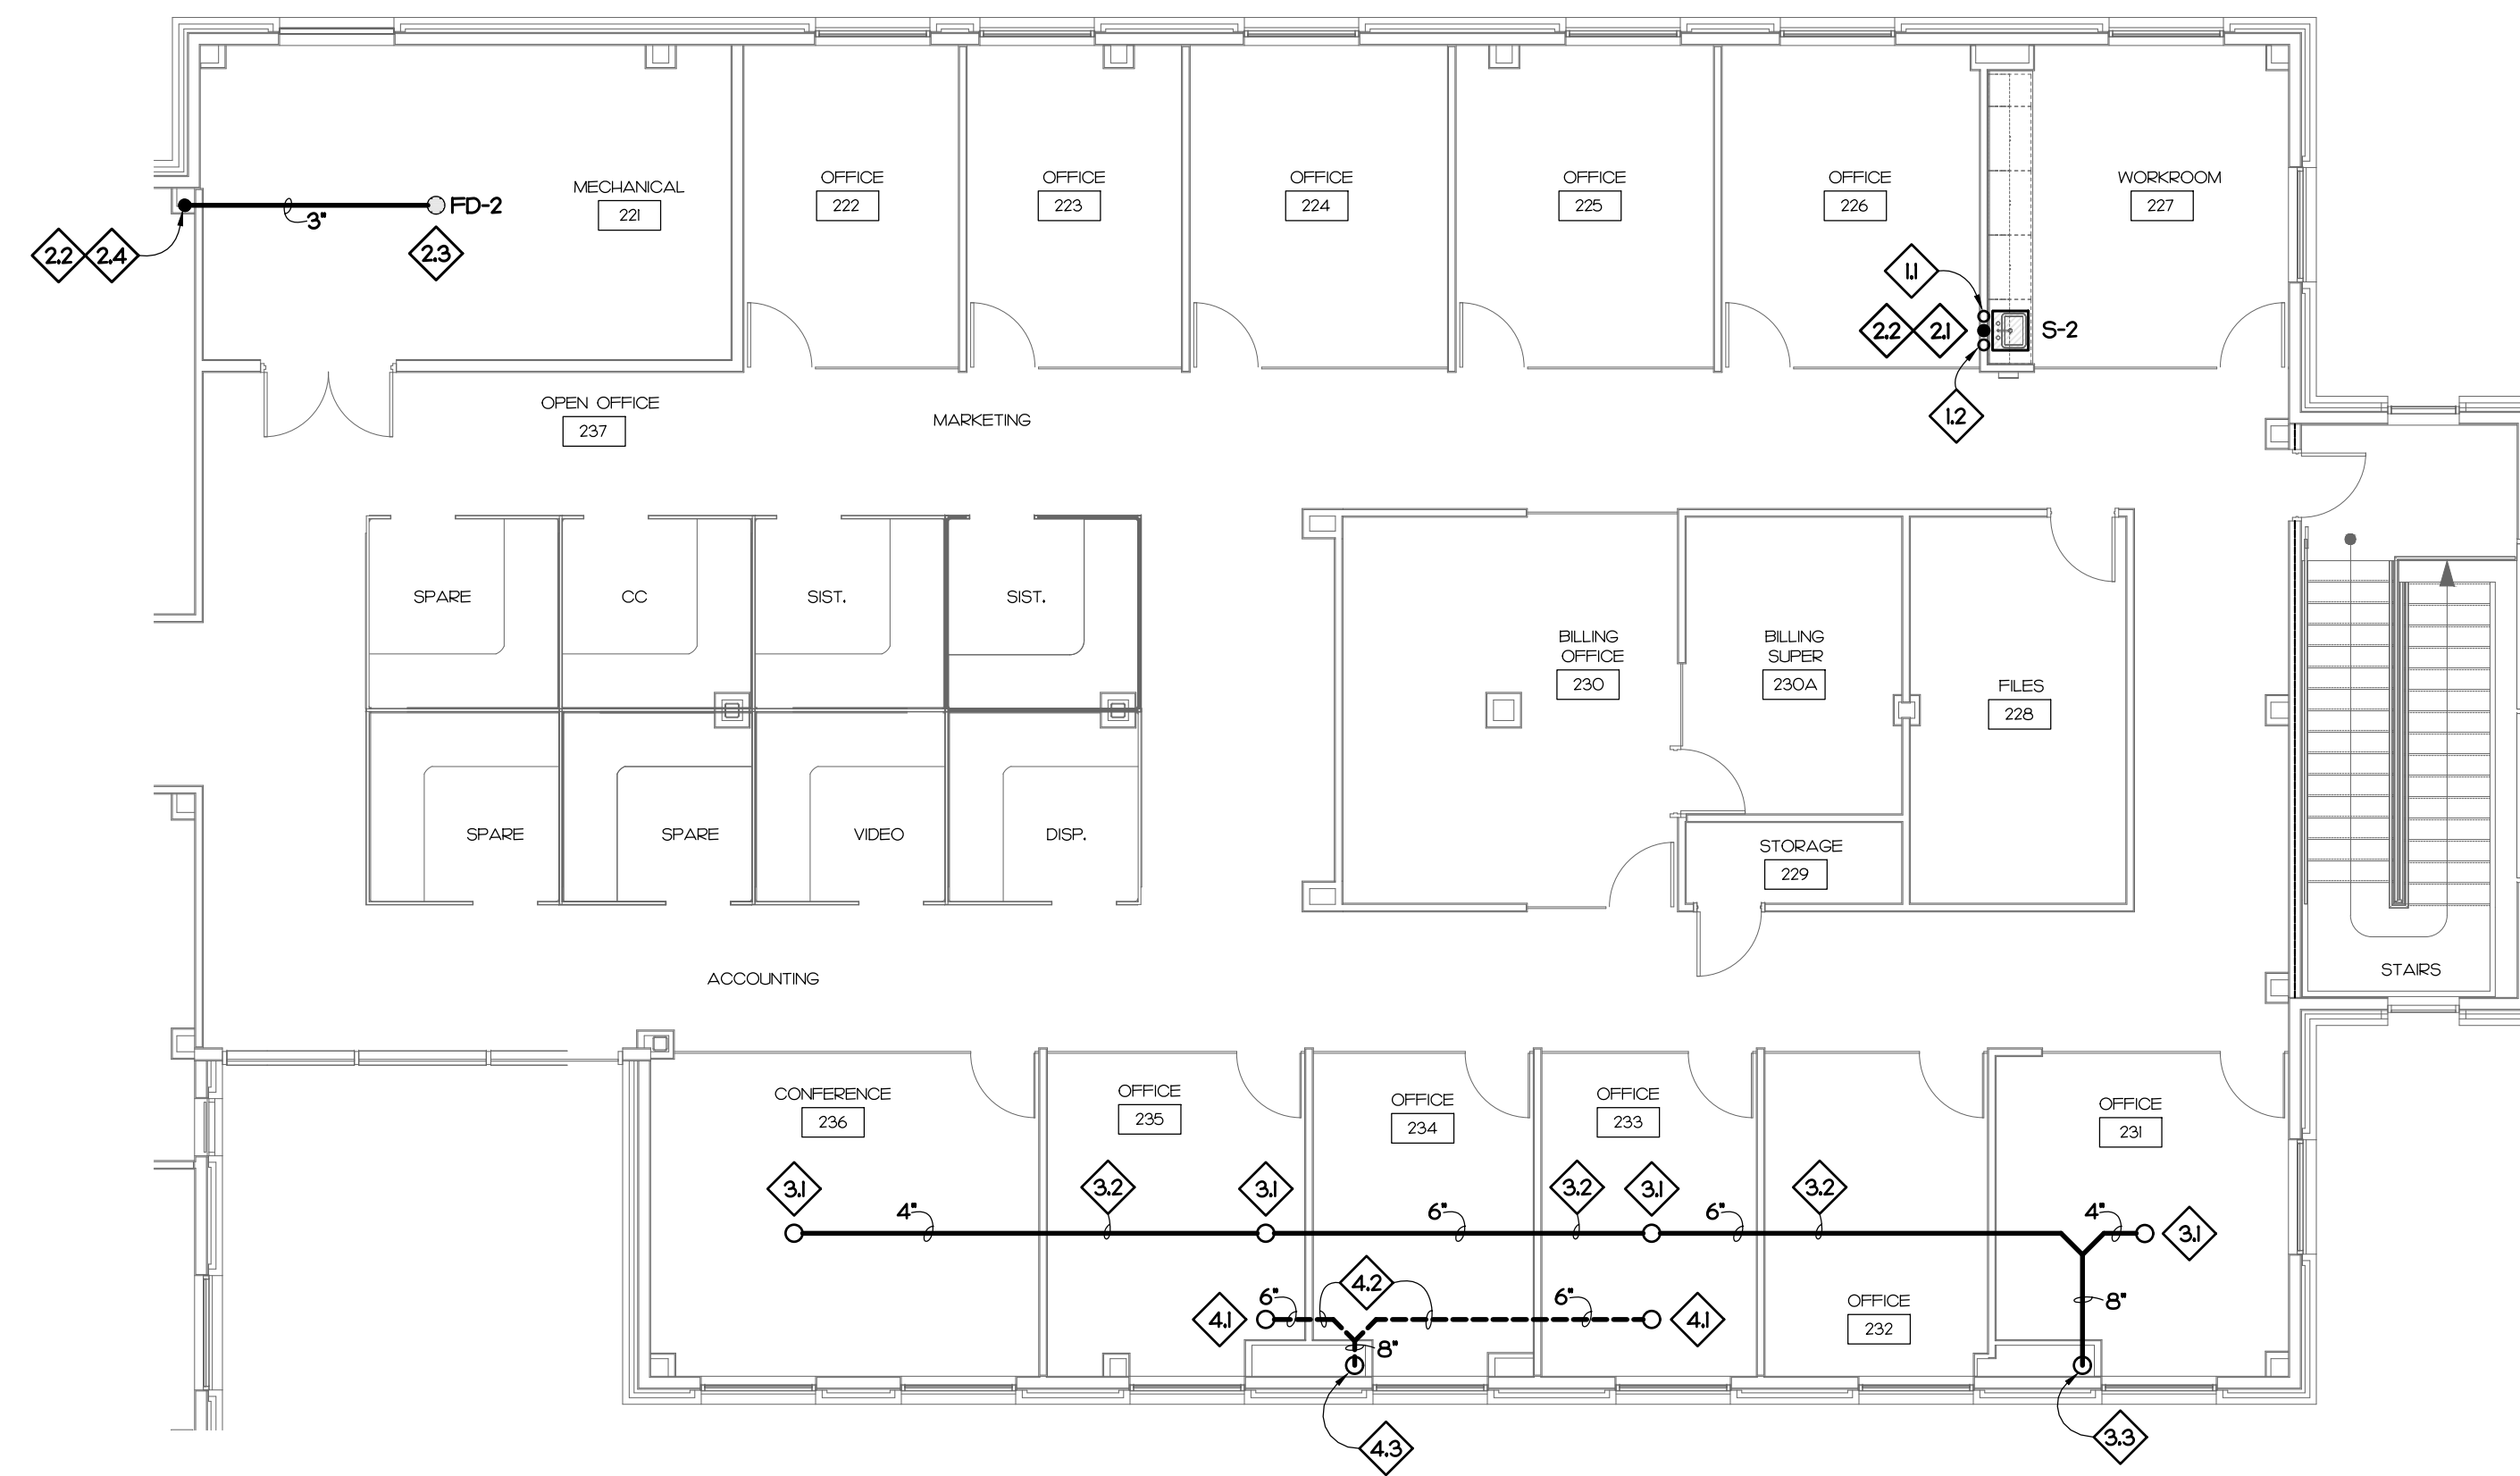 MECHANICAL
221
OFFICE
222
OFFICE
223
OFFICE
224
OFFICE
225
OFFICE
226
WORKROOM
227
FD-2
3"
2.2
2.4
2.3
1.1
2.2
2.1
S-2
1.2
OPEN OFFICE
237
MARKETING
SPARE
CC
SIST.
SIST.
BILLING
OFFICE
230
BILLING
SUPER
230A
FILES
228
SPARE
SPARE
VIDEO
DISP.
STORAGE
229
STAIRS
ACCOUNTING
CONFERENCE
236
OFFICE
235
OFFICE
234
OFFICE
233
OFFICE
231
3.1
3.2
3.1
3.2
3.1
3.2
4"
6"
6"
4"
3.1
4.1
6"
4.2
6"
4.1
8"
OFFICE
232
8"
4.3
3.3